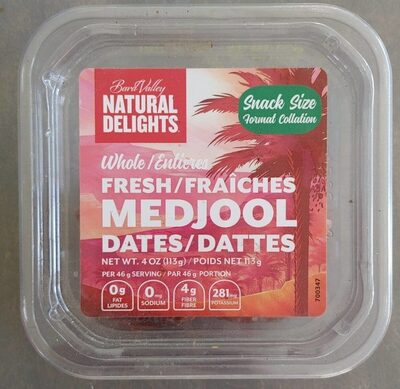 Bard Valley
NATURAL
DELIGHTS
Snack Size
Format Collation
Whole/Entières
FRESH/FRAÎCHES
MEDJOOL
DATES/DATTES
NET WT. 4 OZ (113g)/POIDS NET 113g
PER 46g SERVING/PAR 46g PORTION
0g
FAT
LIPIDES
0mg
SODIUM
4g
FIBER
FIBRE
281mg
POTASSIUM
700347